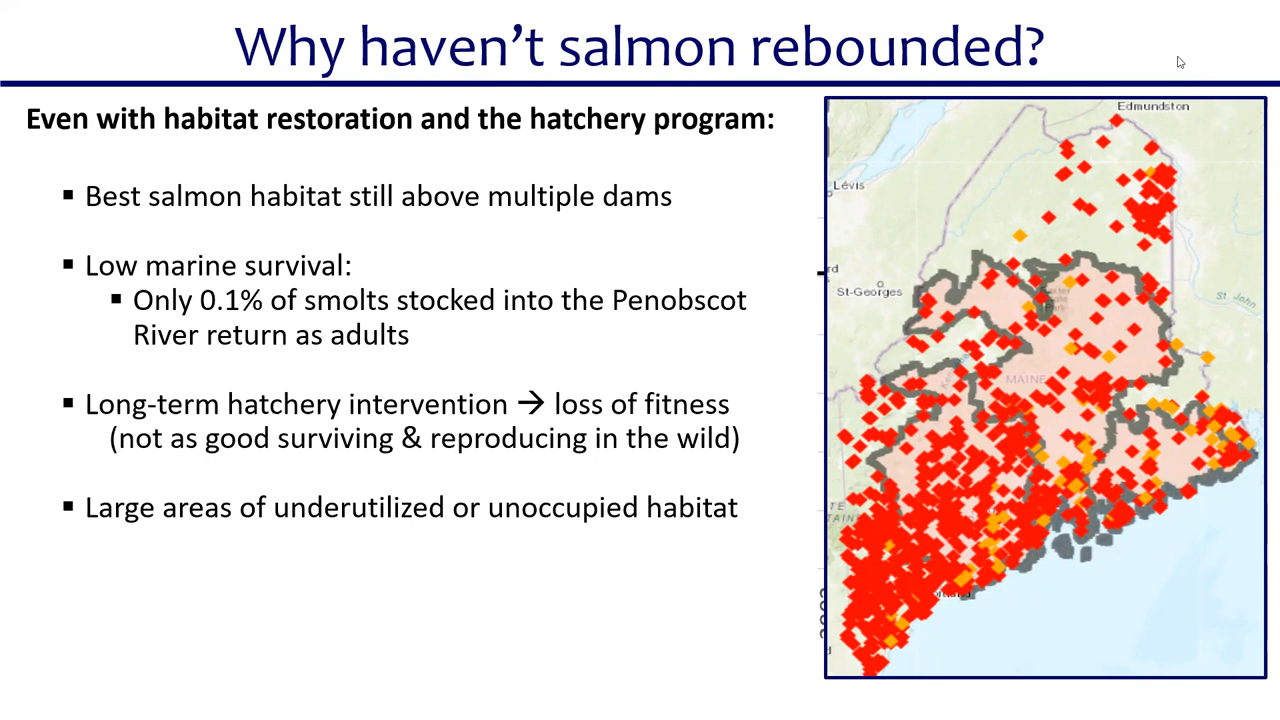 Why haven't salmon rebounded?
Even with habitat restoration and the hatchery program:
▪ Best salmon habitat still above multiple dams
▪ Low marine survival:
▪ Only 0.1% of smolts stocked into the Penobscot
River return as adults
▪ Long-term hatchery intervention → loss of fitness
(not as good surviving & reproducing in the wild)
▪ Large areas of underutilized or unoccupied habitat
Edmundston
Lévis
St-Georges
St. John
MAINE